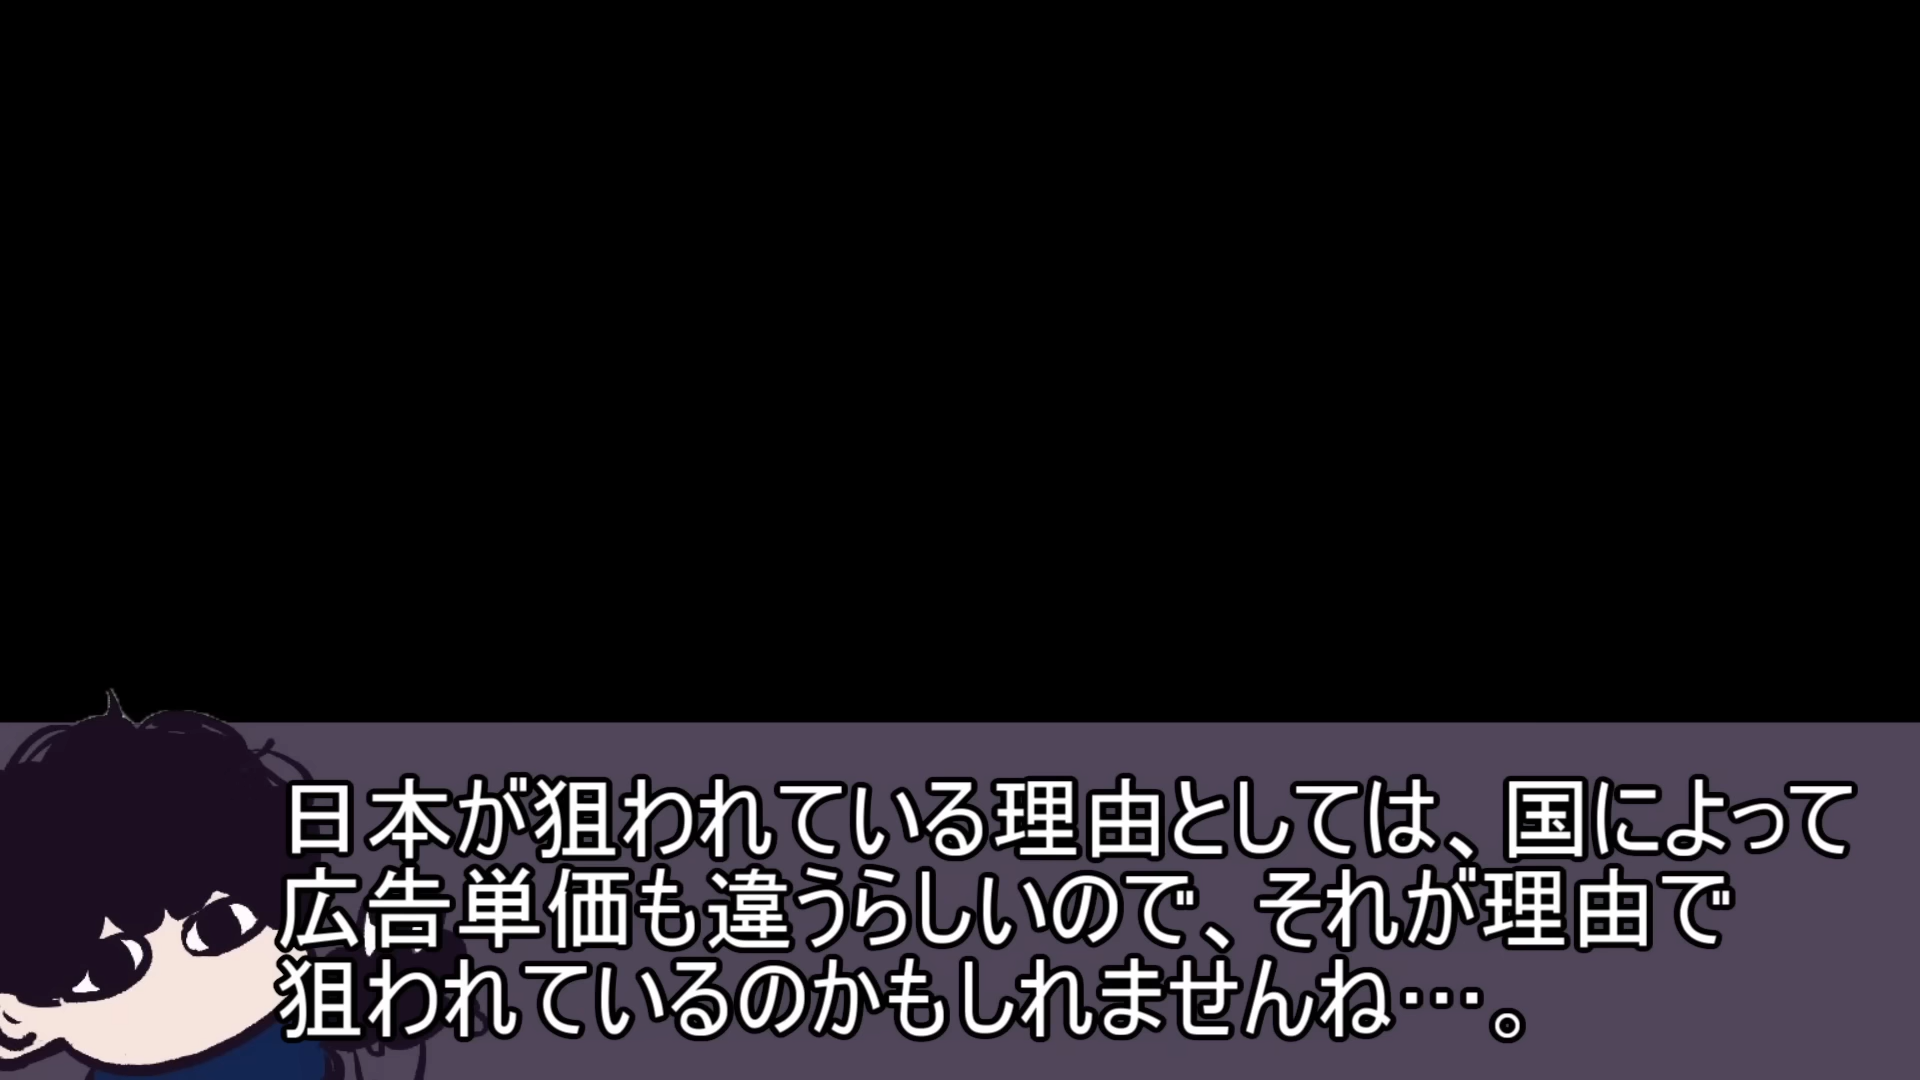 日本が狙われている理由としては、国によって
広告単価も違うらしいので、それが理由で
狙われているのかもしれませんね…。